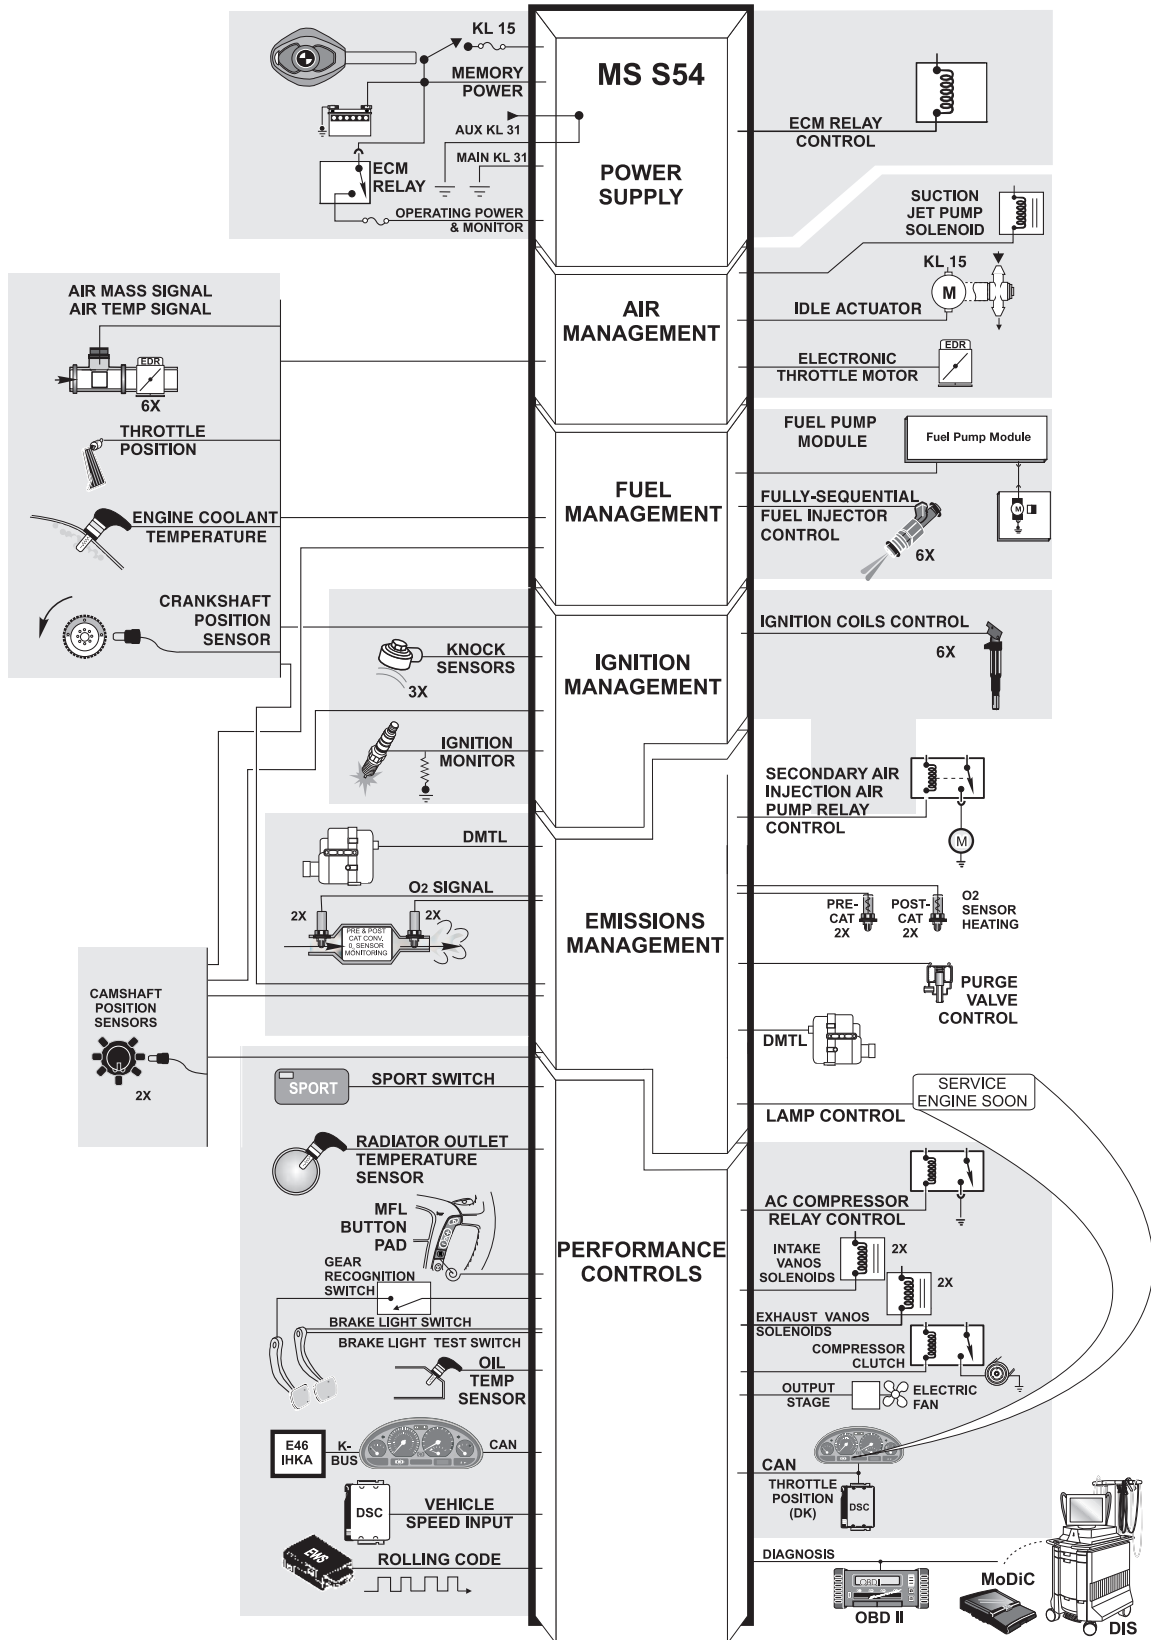 KL 15
MEMORY
POWER
AUX KL 31
MAIN KL 31
ECM
RELAY
OPERATING POWER
& MONITOR
MS S54
POWER
SUPPLY
ECM RELAY
CONTROL
SUCTION
JET PUMP
SOLENOID
KL 15
M
IDLE ACTUATOR
ELECTRONIC
THROTTLE MOTOR
EDR
AIR MASS SIGNAL
AIR TEMP SIGNAL
EDR
6X
THROTTLE
POSITION
ENGINE COOLANT
TEMPERATURE
CRANKSHAFT
POSITION
SENSOR
AIR
MANAGEMENT
FUEL
MANAGEMENT
FUEL PUMP
MODULE
Fuel Pump Module
M
FULLY-SEQUENTIAL
FUEL INJECTOR
CONTROL
6X
KNOCK
SENSORS
3X
IGNITION
MONITOR
IGNITION
MANAGEMENT
IGNITION COILS CONTROL
6X
SECONDARY AIR
INJECTION AIR
PUMP RELAY
CONTROL
M
DMTL
O2 SIGNAL
2X
2X
PRE & POST
CAT CONV,
0, SENSOR
MONITORING
EMISSIONS
MANAGEMENT
PRE-
CAT
2X
POST-
CAT
2X
O2
SENSOR
HEATING
PURGE
VALVE
CONTROL
DMTL
CAMSHAFT
POSITION
SENSORS
2X
SERVICE
ENGINE SOON
LAMP CONTROL
SPORT
SPORT SWITCH
RADIATOR OUTLET
TEMPERATURE
SENSOR
MFL
BUTTON
PAD
GEAR
RECOGNITION
SWITCH
BRAKE LIGHT SWITCH
BRAKE LIGHT TEST SWITCH
OIL
TEMP
SENSOR
E46
IHKA
K-
BUS
CAN
DSC
VEHICLE
SPEED INPUT
EWS
ROLLING CODE
PERFORMANCE
CONTROLS
AC COMPRESSOR
RELAY CONTROL
INTAKE
VANOS
SOLENOIDS
2X
2X
EXHAUST VANOS
SOLENOIDS
COMPRESSOR
CLUTCH
OUTPUT
STAGE
ELECTRIC
FAN
CAN
THROTTLE
POSITION
(DK)
DSC
DIAGNOSIS
OBD II
MoDiC
DIS